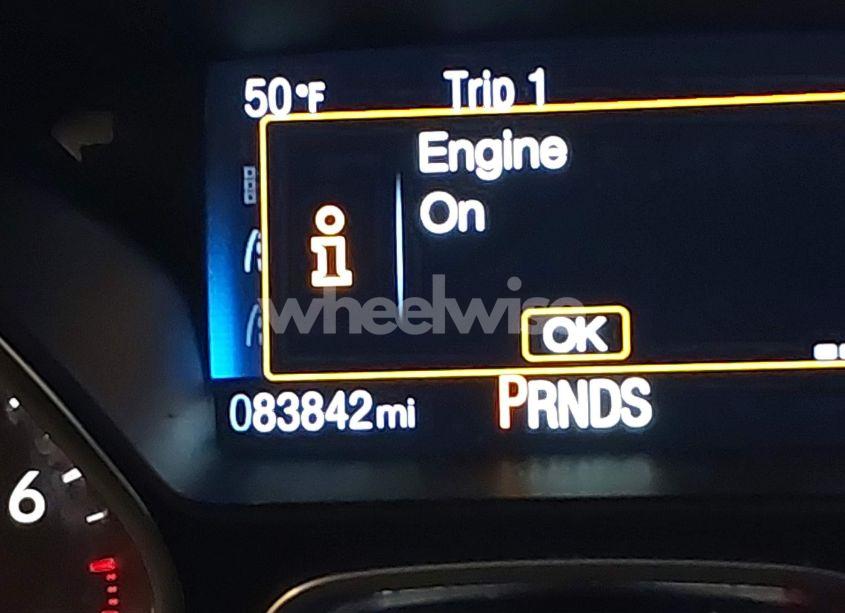 50°F Trip 1
Engine
On
i
wheelwise
OK
083842mi PRNDS
6